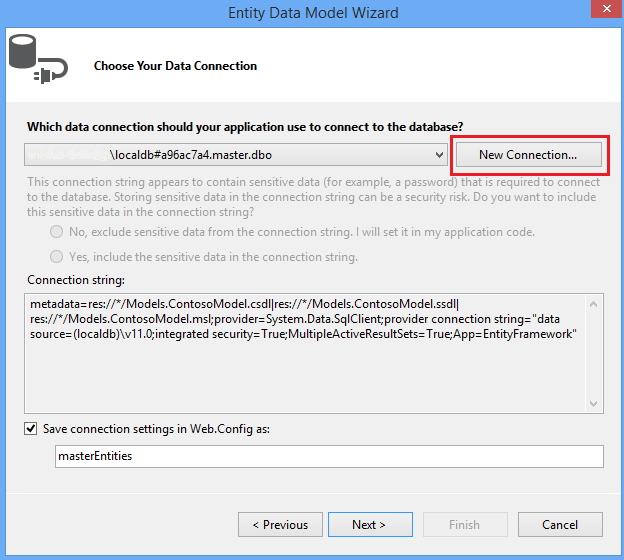 Entity Data Model Wizard
Choose Your Data Connection
Which data connection should your application use to connect to the database?
\localdb#a96ac7a4.master.dbo
New Connection...
This connection string appears to contain sensitive data (for example, a password) that is required to connect
to the database. Storing sensitive data in the connection string can be a security risk. Do you want to include
this sensitive data in the connection string?
No, exclude sensitive data from the connection string. I will set it in my application code.
Yes, include the sensitive data in the connection string.
Connection string:
metadata=res://*/Models.ContosoModel.csdl|res://*/Models.ContosoModel.ssdl|
res://*/Models.ContosoModel.msl;provider=System.Data.SqlClient;provider connection string="data
source=(localdb)\v11.0;integrated security=True;MultipleActiveResultSets=True;App=EntityFramework"
Save connection settings in Web.Config as:
masterEntities
< Previous
Next >
Finish
Cancel